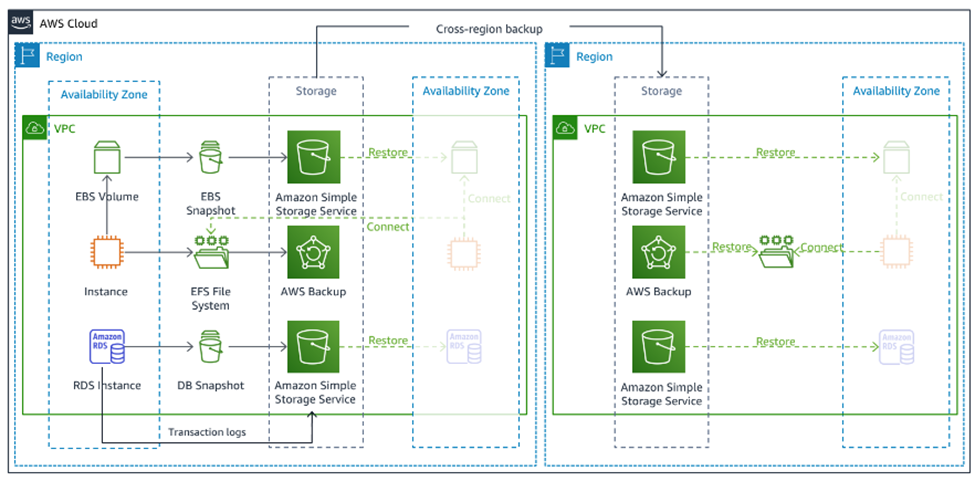 aws
AWS Cloud
Cross-region backup
Region
Region
Availability Zone
Storage
Availability Zone
Storage
Availability Zone
VPC
VPC
Restore
Restore
EBS Volume
EBS
Snapshot
Amazon Simple
Storage Service
Connect
Amazon Simple
Storage Service
Connect
Connect
Restore
Connect
Instance
EFS File
System
AWS Backup
AWS Backup
Amazon
RDS
Restore
Amazon
RDS
Restore
Amazon
RDS
RDS Instance
DB Snapshot
Amazon Simple
Storage Service
Amazon Simple
Storage Service
Transaction logs